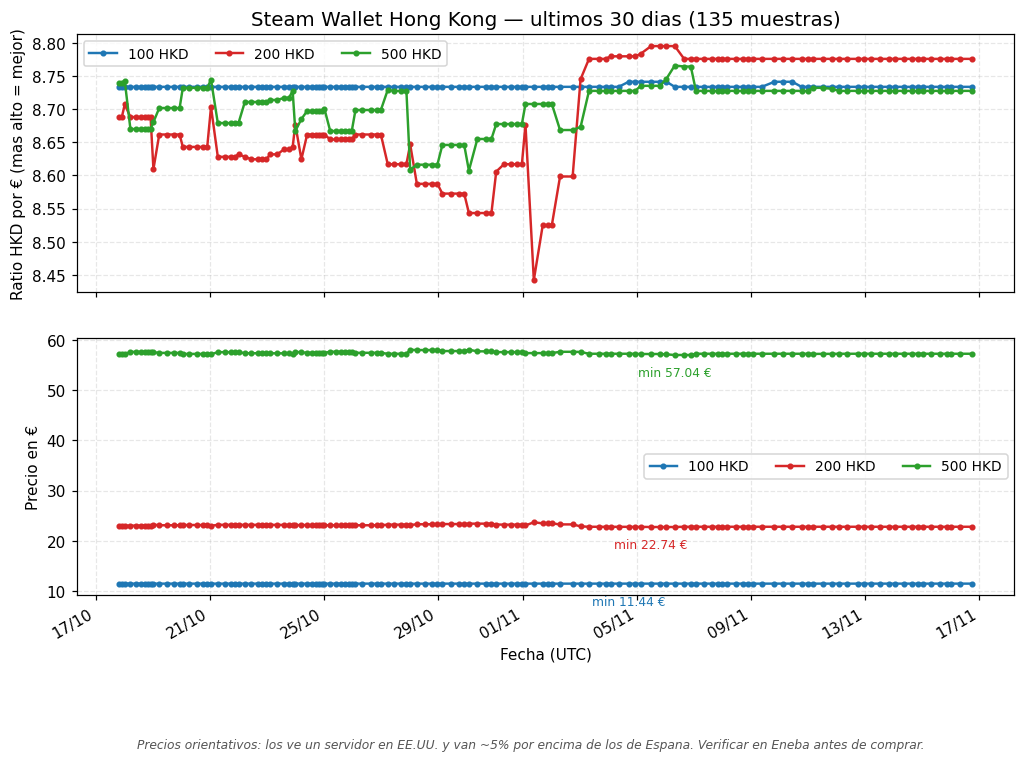 Steam Wallet Hong Kong — ultimos 30 dias (135 muestras)
Ratio HKD por € (mas alto = mejor)
8.80
8.75
8.70
8.65
8.60
8.55
8.50
8.45
100 HKD
200 HKD
500 HKD
Precio en €
60
50
40
30
20
10
min 57.04 €
100 HKD
200 HKD
500 HKD
min 22.74 €
min 11.44 €
17/10
21/10
25/10
29/10
01/11
05/11
09/11
13/11
17/11
Fecha (UTC)
Precios orientativos: los ve un servidor en EE.UU. y van ~5% por encima de los de Espana. Verificar en Eneba antes de comprar.